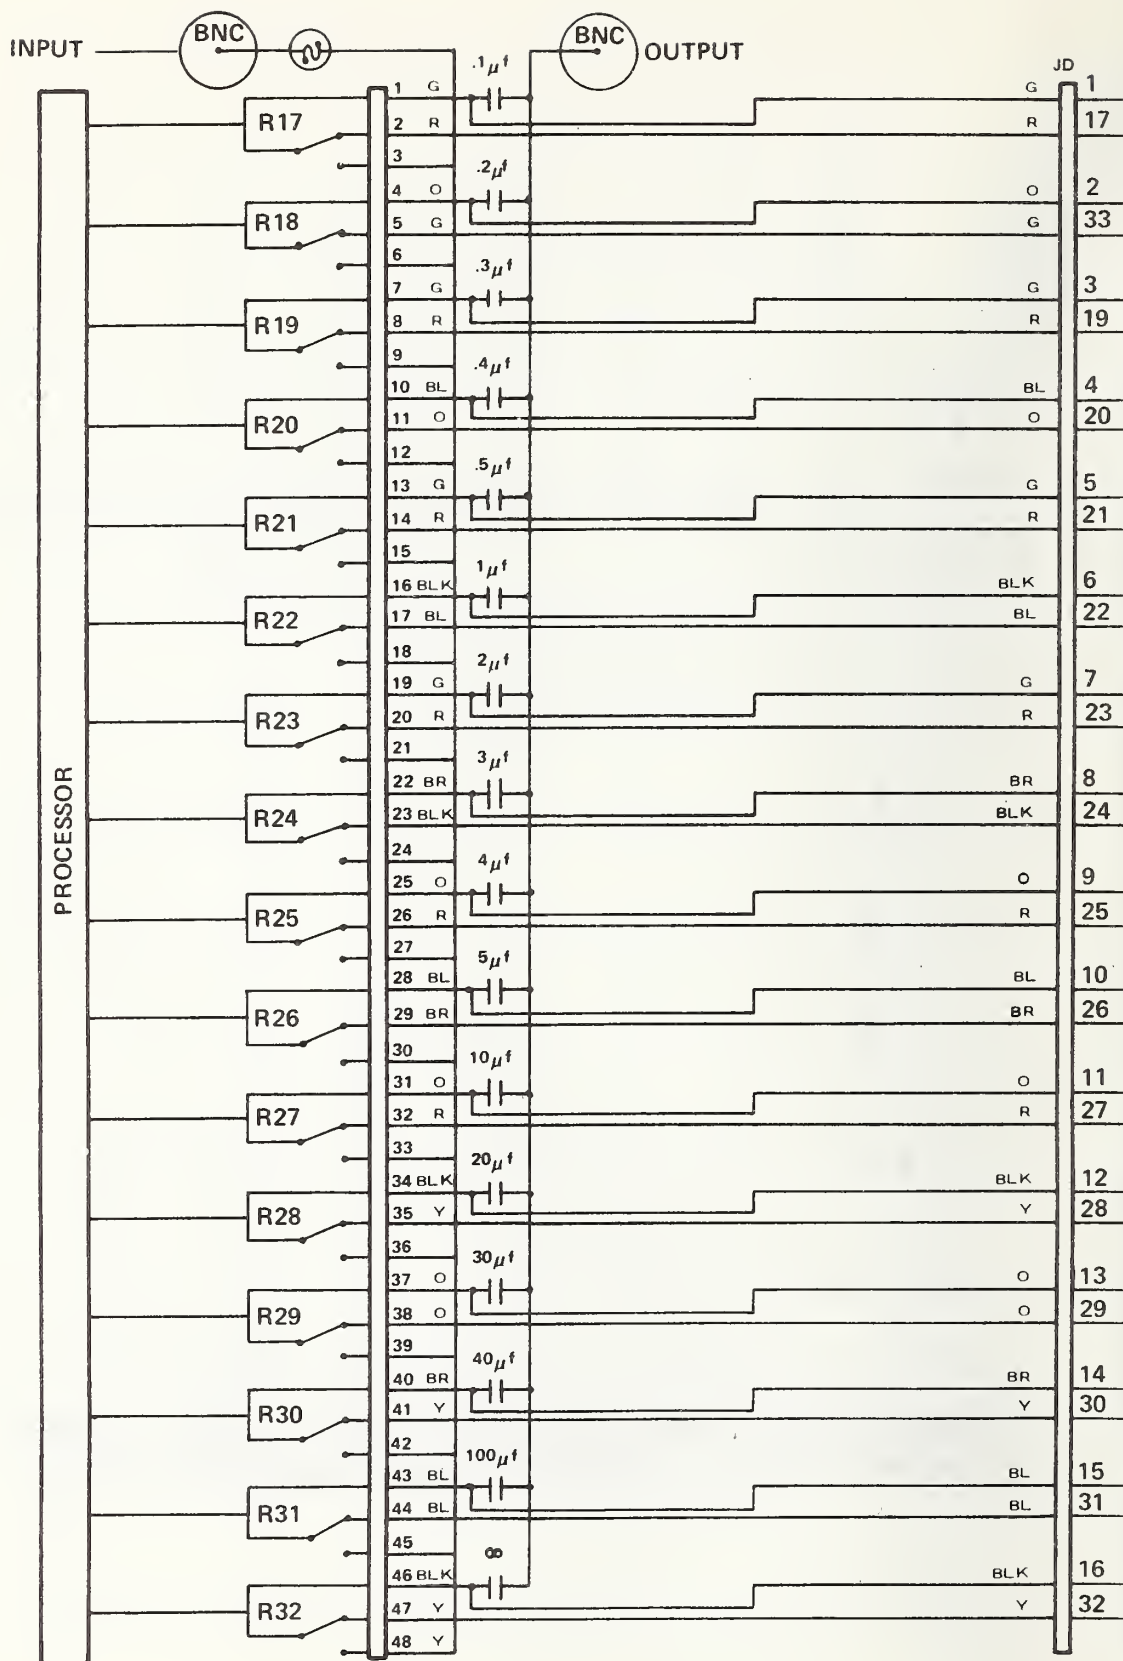 INPUT BNC BNC OUTPUT
JD
.1µf
1 G G 1
R17 2 R R 17
3
.2µf
4 O O 2
R18 5 G G 33
6
.3µf
7 G G 3
R19 8 R R 19
9
.4µf
10 BL BL 4
R20 11 O O 20
12
.5µf
13 G G 5
R21 14 R R 21
15
1µf
16 BLK BLK 6
R22 17 BL BL 22
18
2µf
19 G G 7
R23 20 R R 23
21
3µf
22 BR BR 8
R24 23 BLK BLK 24
24
4µf
25 O O 9
R25 26 R R 25
27
5µf
28 BL BL 10
R26 29 BR BR 26
30
10µf
31 O O 11
R27 32 R R 27
33
20µf
34 BLK BLK 12
R28 35 Y Y 28
36
30µf
37 O O 13
R29 38 O O 29
39
40µf
40 BR BR 14
R30 41 Y Y 30
42
100µf
43 BL BL 15
R31 44 BL BL 31
45
∞
46 BLK BLK 16
R32 47 Y Y 32
48 Y
PROCESSOR